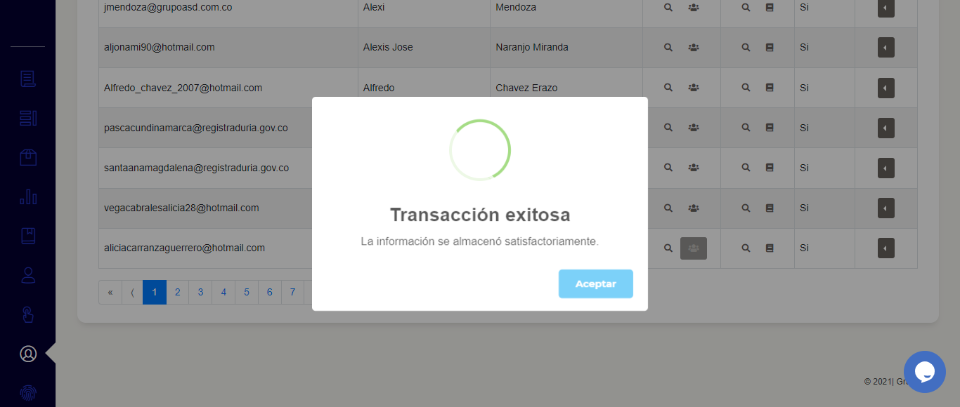 jmendoza@grupoasd.com.co Alexi Mendoza Si
aljonami90@hotmail.com Alexis Jose Naranjo Miranda Si
Alfredo_chavez_2007@hotmail.com Alfredo Chavez Erazo Si
pascacundinamarca@registraduria.gov.co Si
santaanamagdalena@registraduria.gov.co Si
vegacabralesalicia28@hotmail.com Si
aliciacarranzaguerrero@hotmail.com Si
Transacción exitosa
La información se almacenó satisfactoriamente.
Aceptar
« ⟨ 1 2 3 4 5 6 7
© 2021|